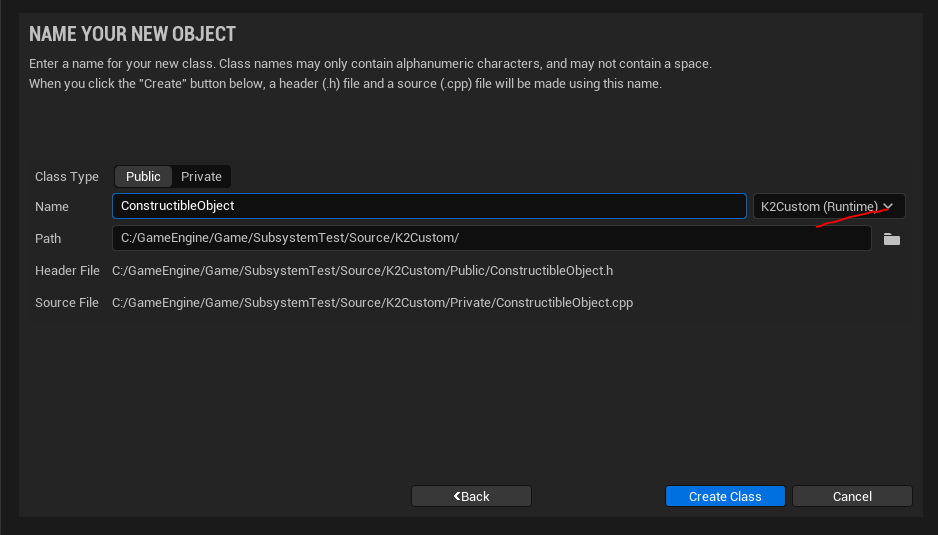 NAME YOUR NEW OBJECT
Enter a name for your new class. Class names may only contain alphanumeric characters, and may not contain a space.
When you click the "Create" button below, a header (.h) file and a source (.cpp) file will be made using this name.
Class Type Public Private
Name ConstructibleObject K2Custom (Runtime)
Path C:/GameEngine/Game/SubsystemTest/Source/K2Custom/
Header File C:/GameEngine/Game/SubsystemTest/Source/K2Custom/Public/ConstructibleObject.h
Source File C:/GameEngine/Game/SubsystemTest/Source/K2Custom/Private/ConstructibleObject.cpp
Back Create Class Cancel